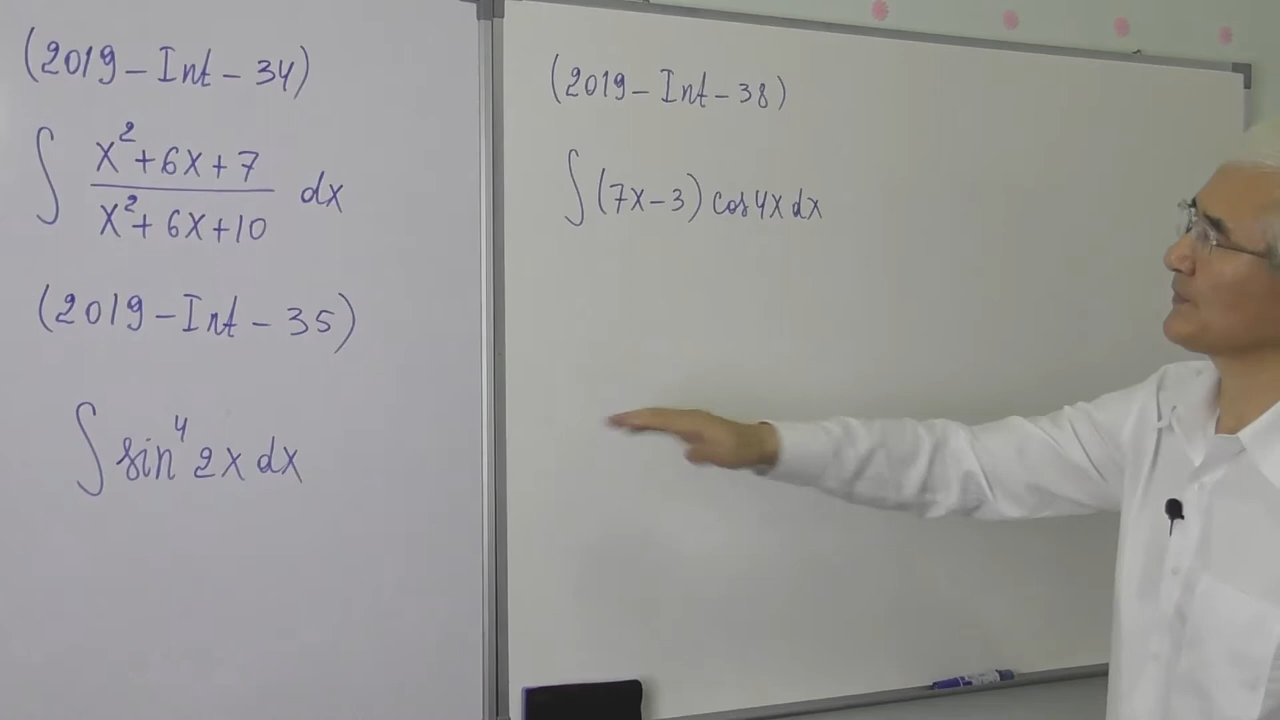 (2019 - Int - 34)
∫ (x² + 6x + 7)/(x² + 6x + 10) dx
(2019 - Int - 35)
∫ sin⁴ 2x dx
(2019 - Int - 38)
∫ (7x - 3) cos 4x dx